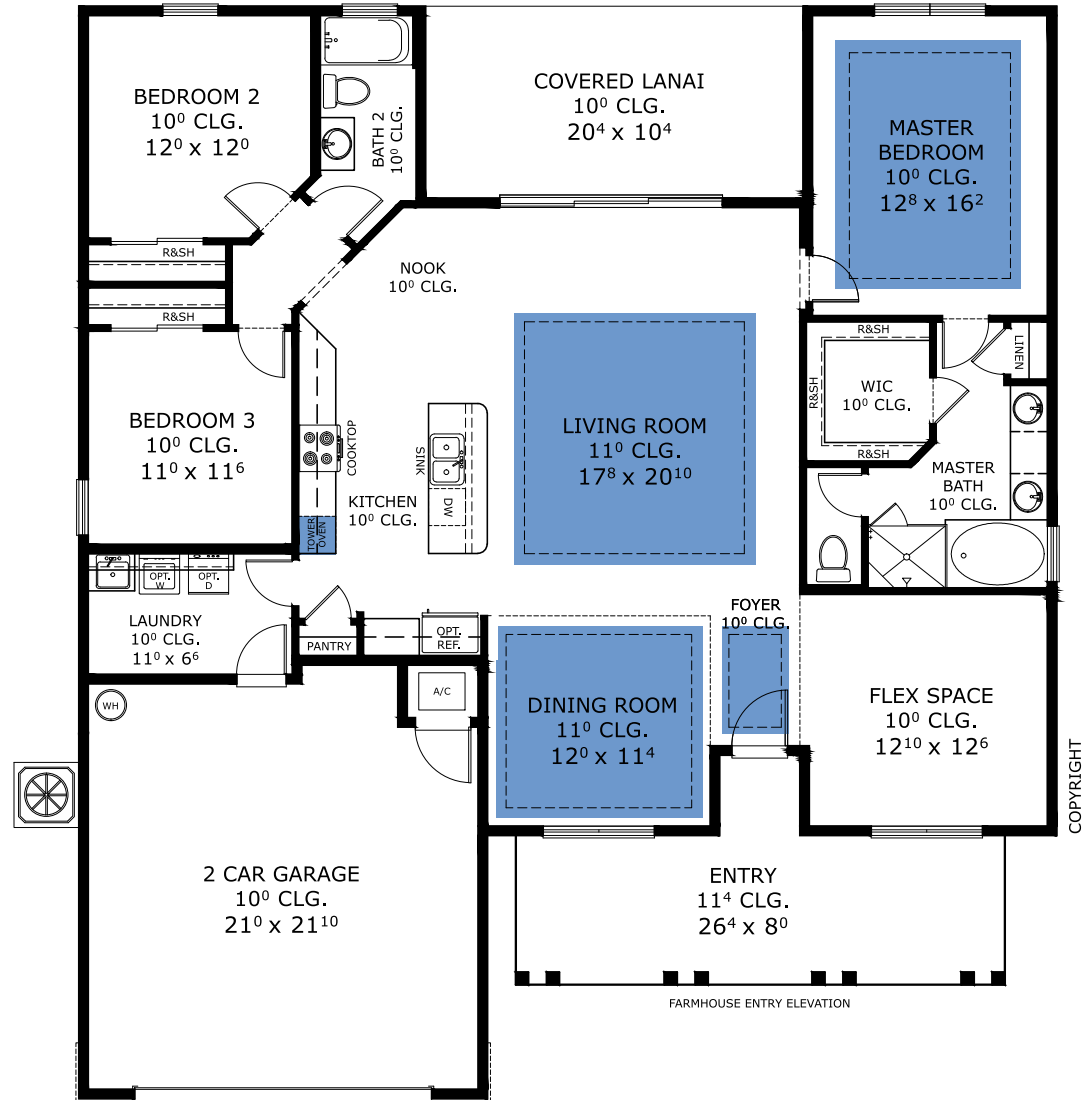 BEDROOM 2
10⁰ CLG.
12⁰ x 12⁰
BATH 2
10⁰ CLG.
COVERED LANAI
10⁰ CLG.
20⁴ x 10⁴
MASTER
BEDROOM
10⁰ CLG.
12⁸ x 16²
R&SH
R&SH
NOOK
10⁰ CLG.
BEDROOM 3
10⁰ CLG.
11⁰ x 11⁶
COOKTOP
KITCHEN
10⁰ CLG.
TOWER
OVEN
SINK
DW
LIVING ROOM
11⁰ CLG.
17⁸ x 20¹⁰
R&SH
R&SH
WIC
10⁰ CLG.
R&SH
LINEN
MASTER
BATH
10⁰ CLG.
OPT.
W
OPT.
D
LAUNDRY
10⁰ CLG.
11⁰ x 6⁶
PANTRY
OPT.
REF.
A/C
WH
DINING ROOM
11⁰ CLG.
12⁰ x 11⁴
FOYER
10⁰ CLG.
FLEX SPACE
10⁰ CLG.
12¹⁰ x 12⁶
COPYRIGHT
2 CAR GARAGE
10⁰ CLG.
21⁰ x 21¹⁰
ENTRY
11⁴ CLG.
26⁴ x 8⁰
FARMHOUSE ENTRY ELEVATION